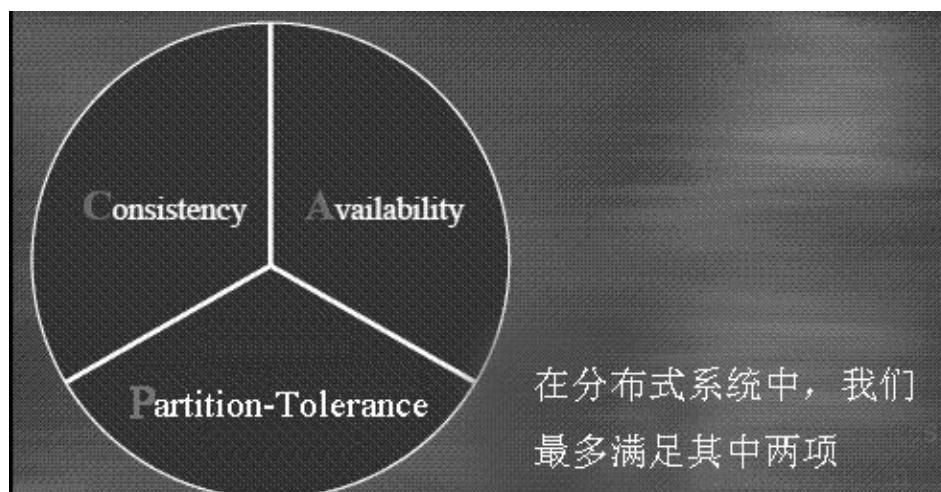 Consistency
Availability
Partition-Tolerance
在分布式系统中，我们
最多满足其中两项